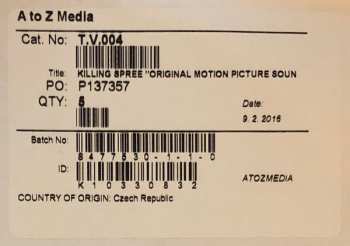 A to Z Media
Cat. No: T.V.004
Title: KILLING SPREE "ORIGINAL MOTION PICTURE SOUN
PO: P137357
QTY: 5
Date:
9. 2. 2016
Batch No:
8477530-1-1-0
ID:
K10330832
ATOZMEDIA
COUNTRY OF ORIGIN: Czech Republic